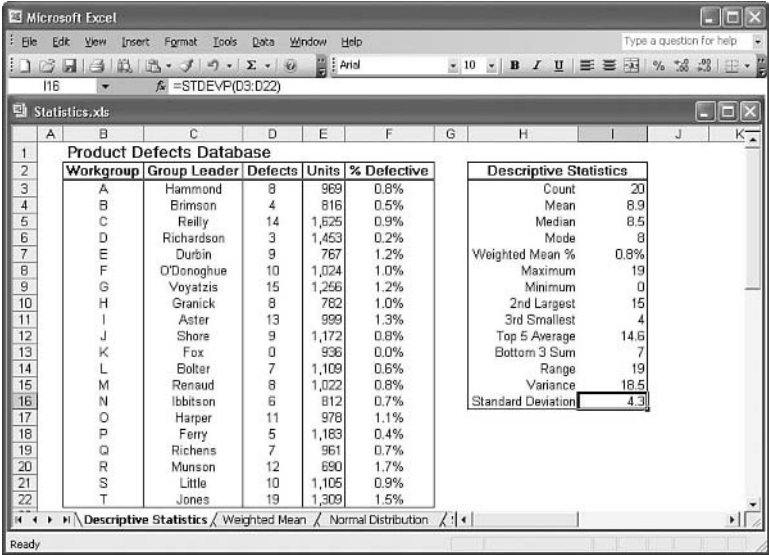 Microsoft Excel
File Edit View Insert Format Tools Data Window Help Type a question for help
Arial 10 B I U
I16 fx =STDEVP(D3:D22)
Statistics.xls
A B C D E F G H I J K
1 Product Defects Database
2 Workgroup Group Leader Defects Units % Defective Descriptive Statistics
3 A Hammond 8 969 0.8% Count 20
4 B Brimson 4 816 0.5% Mean 8.9
5 C Reilly 14 1,625 0.9% Median 8.5
6 D Richardson 3 1,453 0.2% Mode 8
7 E Durbin 9 767 1.2% Weighted Mean % 0.8%
8 F O'Donoghue 10 1,024 1.0% Maximum 19
9 G Voyatzis 15 1,256 1.2% Minimum 0
10 H Granick 8 782 1.0% 2nd Largest 15
11 I Aster 13 999 1.3% 3rd Smallest 4
12 J Shore 9 1,172 0.8% Top 5 Average 14.6
13 K Fox 0 936 0.0% Bottom 3 Sum 7
14 L Bolter 7 1,109 0.6% Range 19
15 M Renaud 8 1,022 0.8% Variance 18.5
16 N Ibbitson 6 812 0.7% Standard Deviation 4.3
17 O Harper 11 978 1.1%
18 P Ferry 5 1,183 0.4%
19 Q Richens 7 961 0.7%
20 R Munson 12 690 1.7%
21 S Little 10 1,105 0.9%
22 T Jones 19 1,309 1.5%
Descriptive Statistics Weighted Mean Normal Distribution
Ready